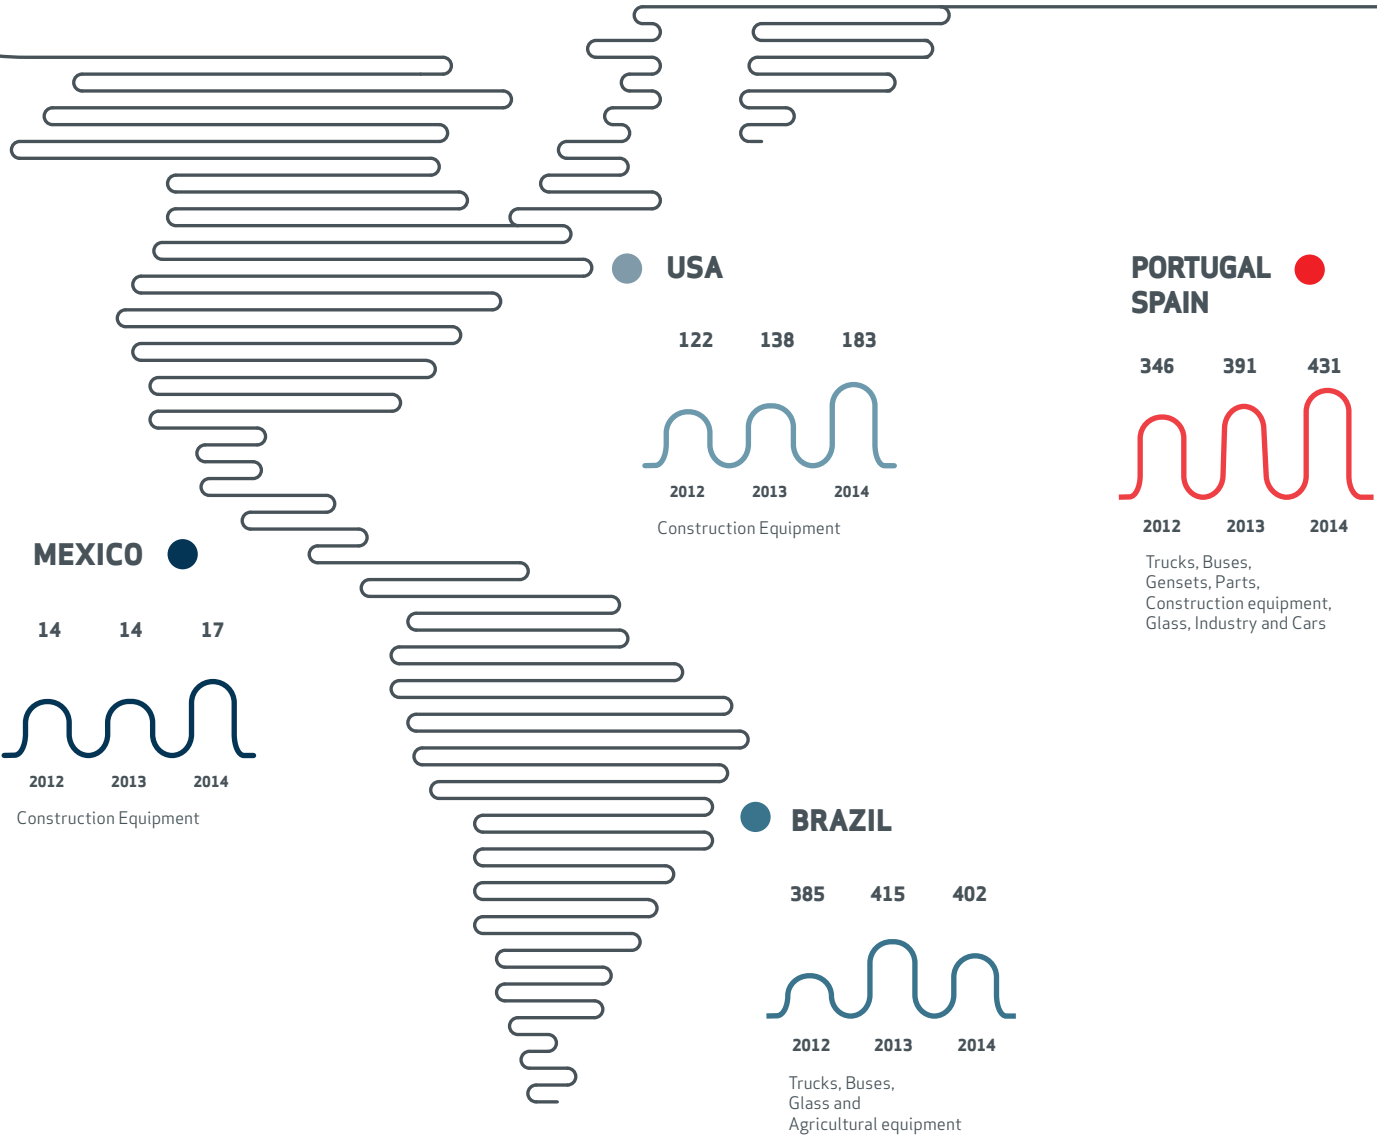 USA
122 138 183
2012 2013 2014
Construction Equipment
PORTUGAL
SPAIN
346 391 431
2012 2013 2014
Trucks, Buses,
Gensets, Parts,
Construction equipment,
Glass, Industry and Cars
MEXICO
14 14 17
2012 2013 2014
Construction Equipment
BRAZIL
385 415 402
2012 2013 2014
Trucks, Buses,
Glass and
Agricultural equipment